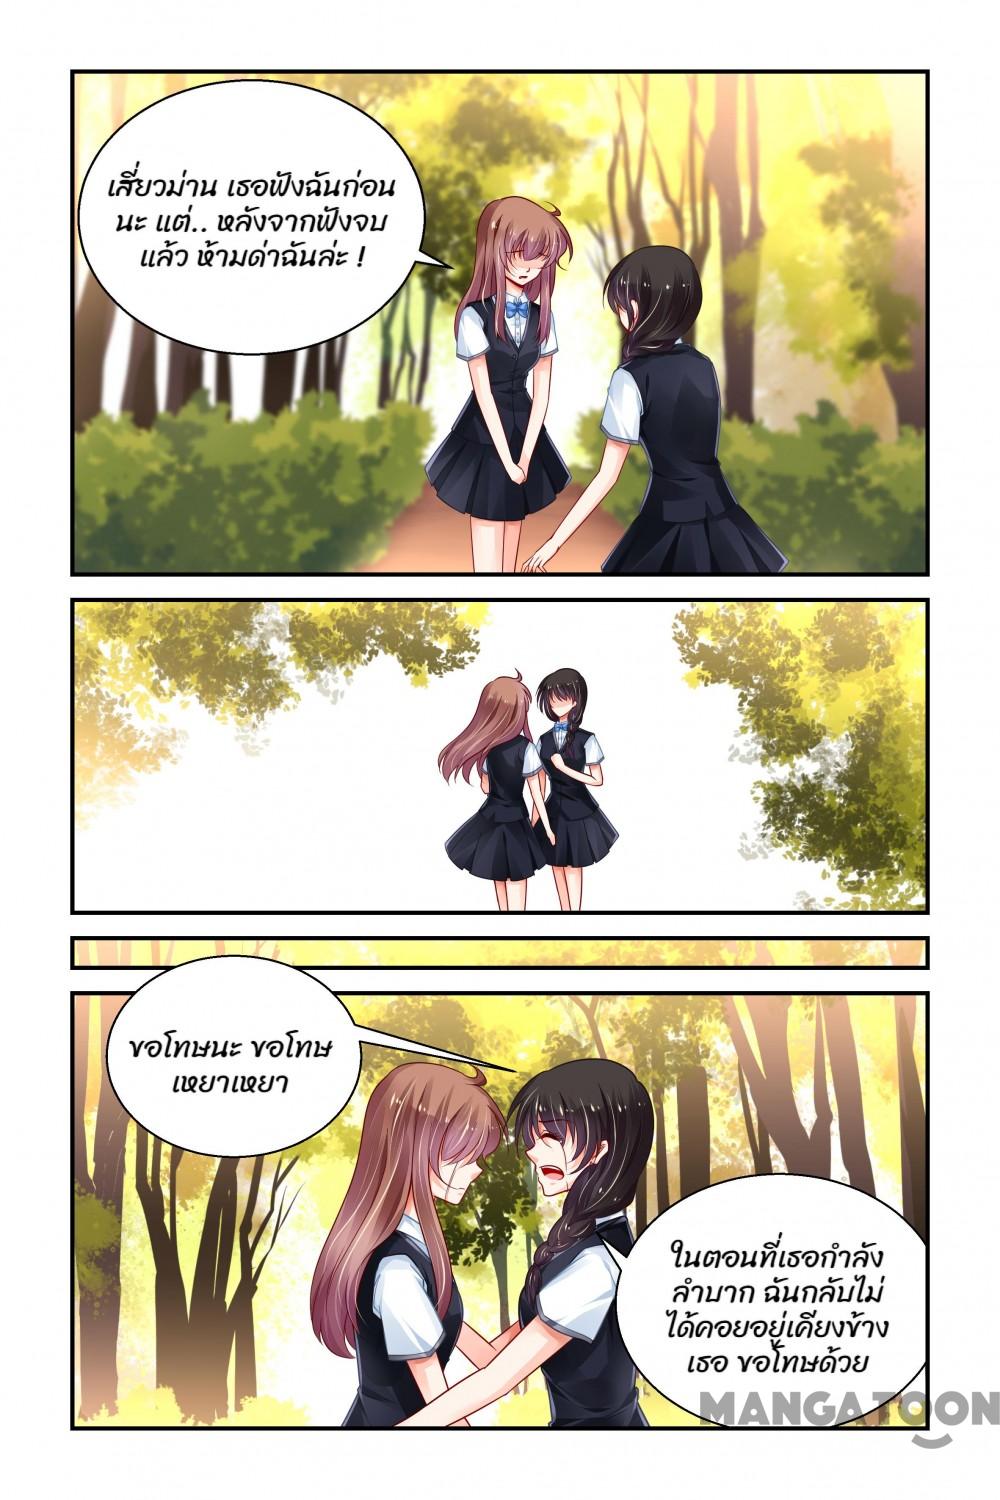 เสี่ยวม่าน เธอฟังฉันก่อน
นะ แต่.. หลังจากฟังจบ
แล้ว ห้ามด่าฉันล่ะ !
ขอโทษนะ ขอโทษ
เหยาเหยา
ในตอนที่เธอกำลัง
ลำบาก ฉันกลับไม่
ได้คอยอยู่เคียงข้าง
เธอ ขอโทษด้วย
MANGATOON